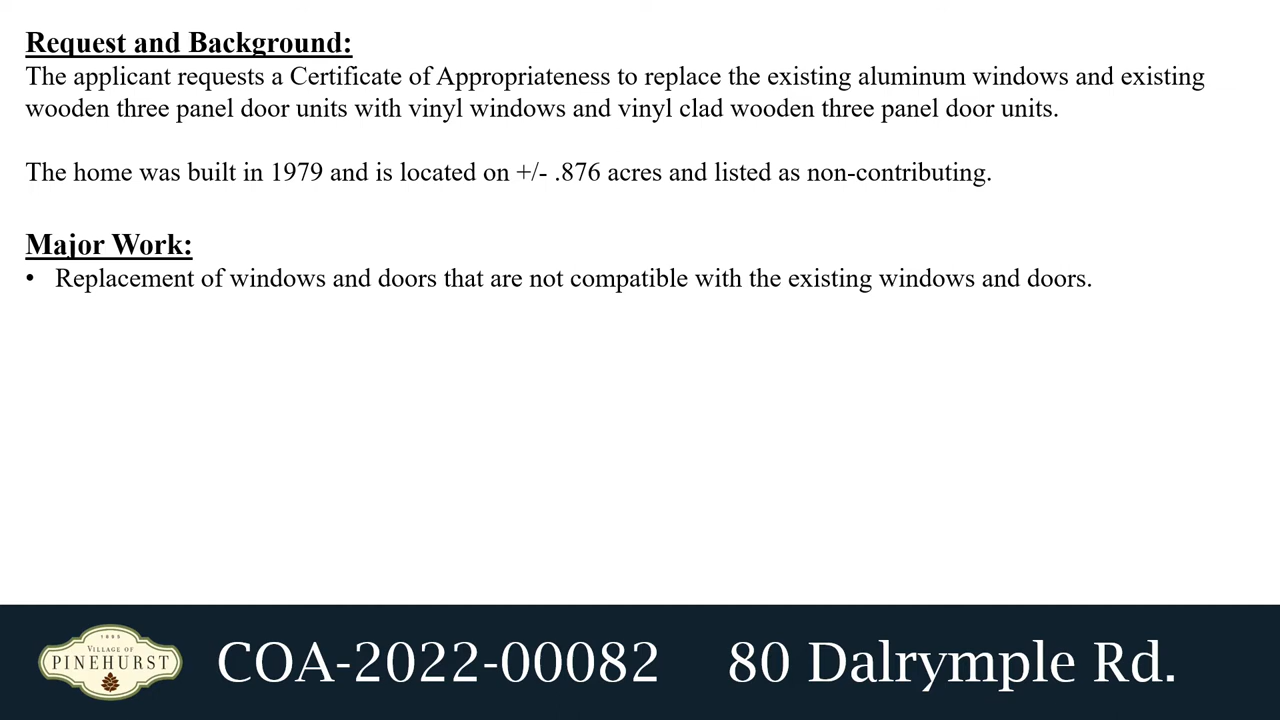 Request and Background:
The applicant requests a Certificate of Appropriateness to replace the existing aluminum windows and existing
wooden three panel door units with vinyl windows and vinyl clad wooden three panel door units.
The home was built in 1979 and is located on +/- .876 acres and listed as non-contributing.
Major Work:
• Replacement of windows and doors that are not compatible with the existing windows and doors.
1895
VILLAGE OF
PINEHURST
COA-2022-00082 80 Dalrymple Rd.